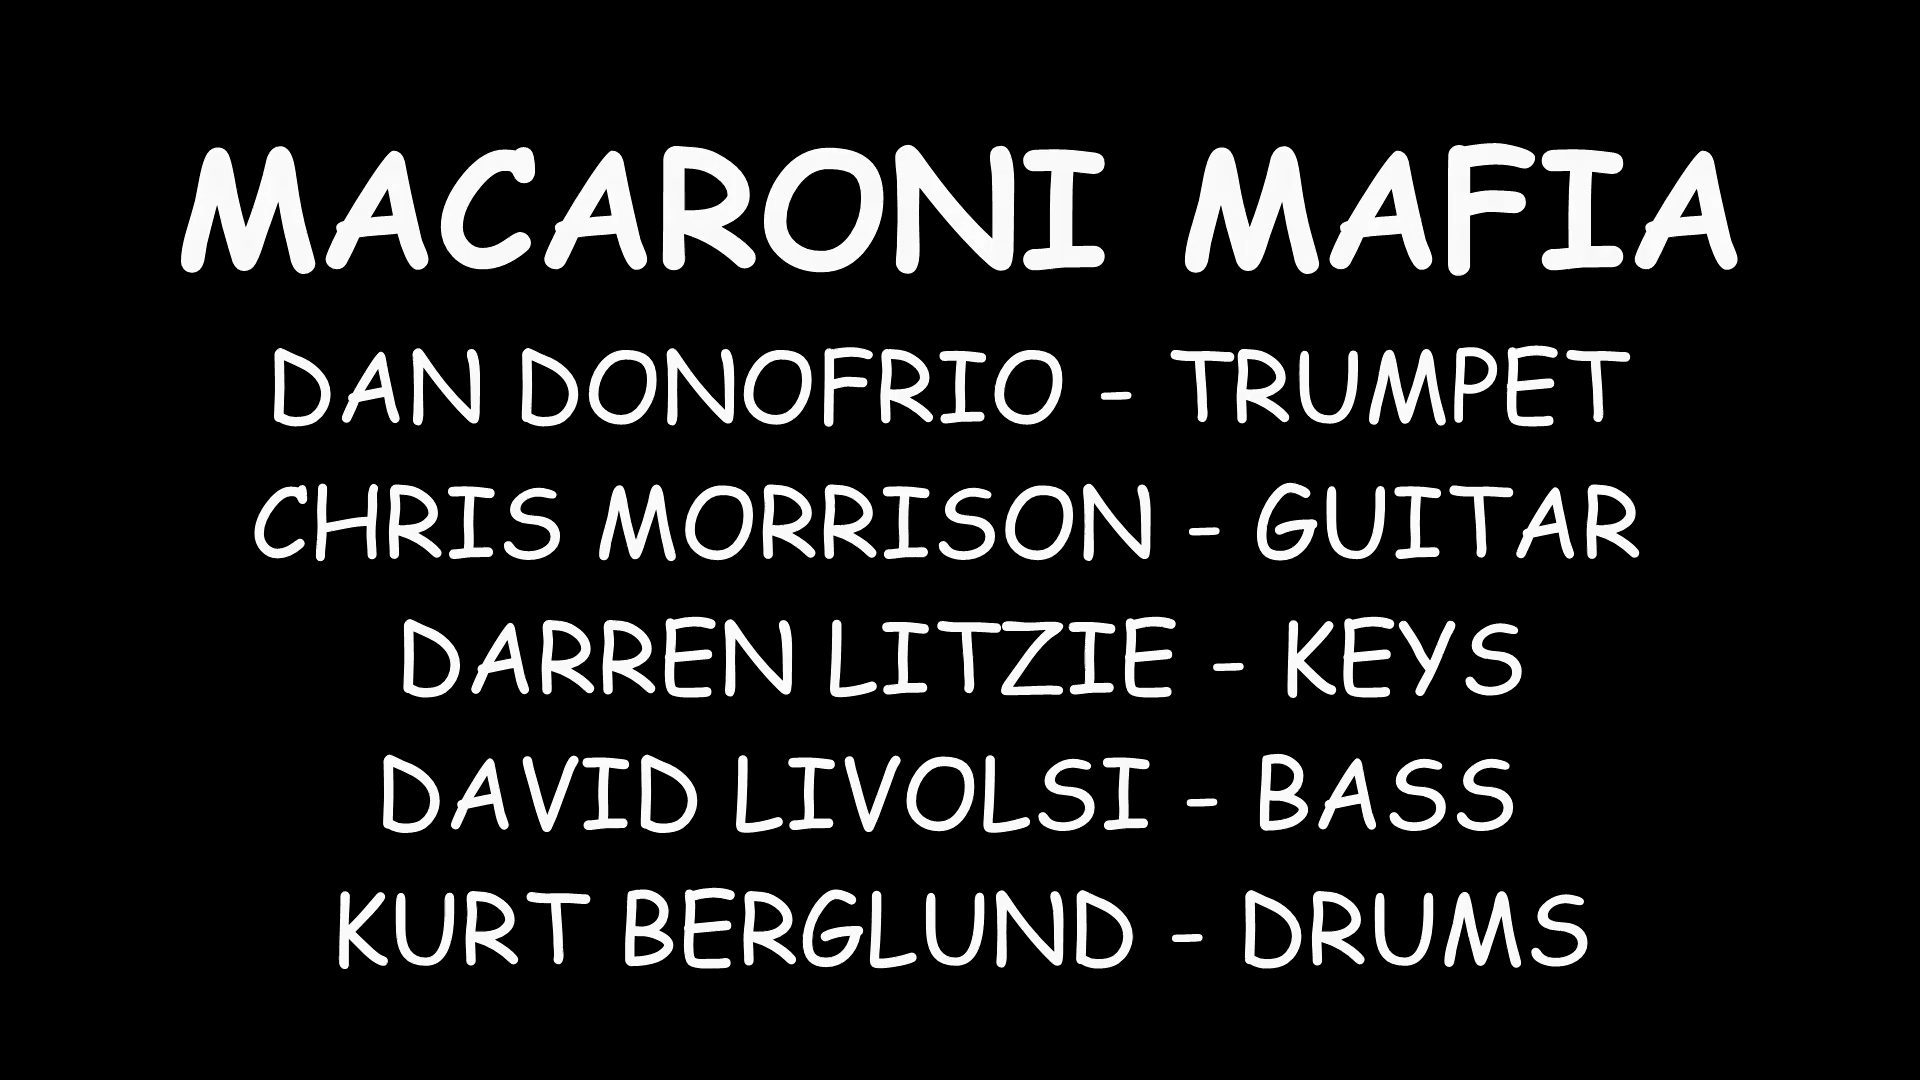 MACARONI MAFIA
DAN DONOFRIO - TRUMPET
CHRIS MORRISON - GUITAR
DARREN LITZIE - KEYS
DAVID LIVOLSI - BASS
KURT BERGLUND - DRUMS